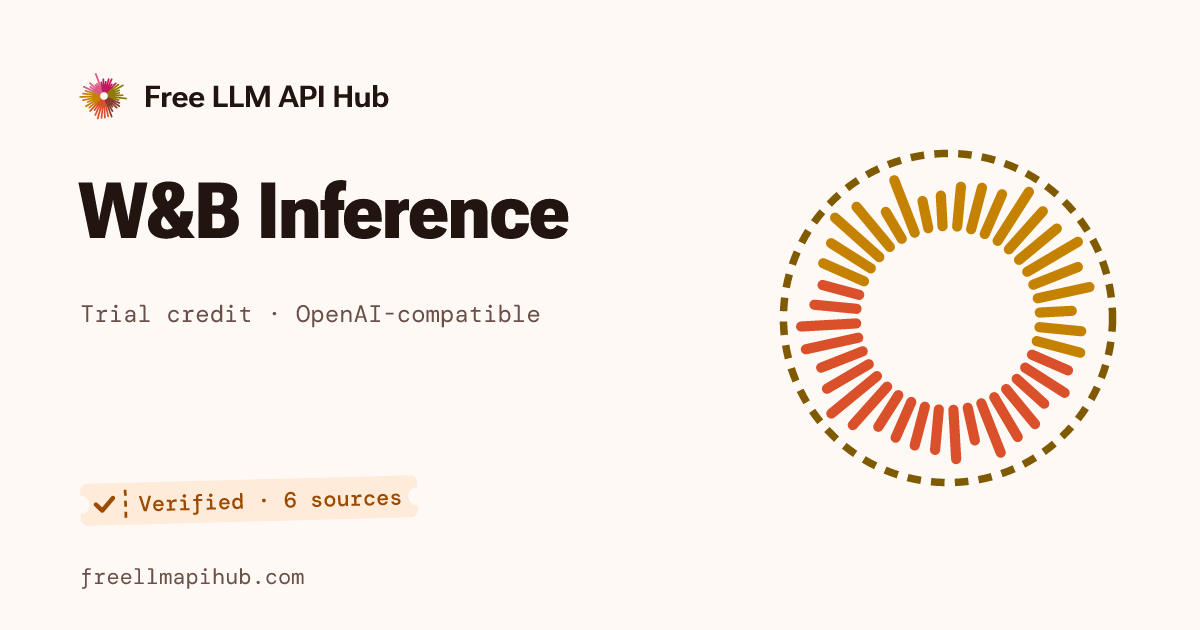 Free LLM API Hub
W&B Inference
Trial credit · OpenAI-compatible
Verified · 6 sources
freellmapihub.com